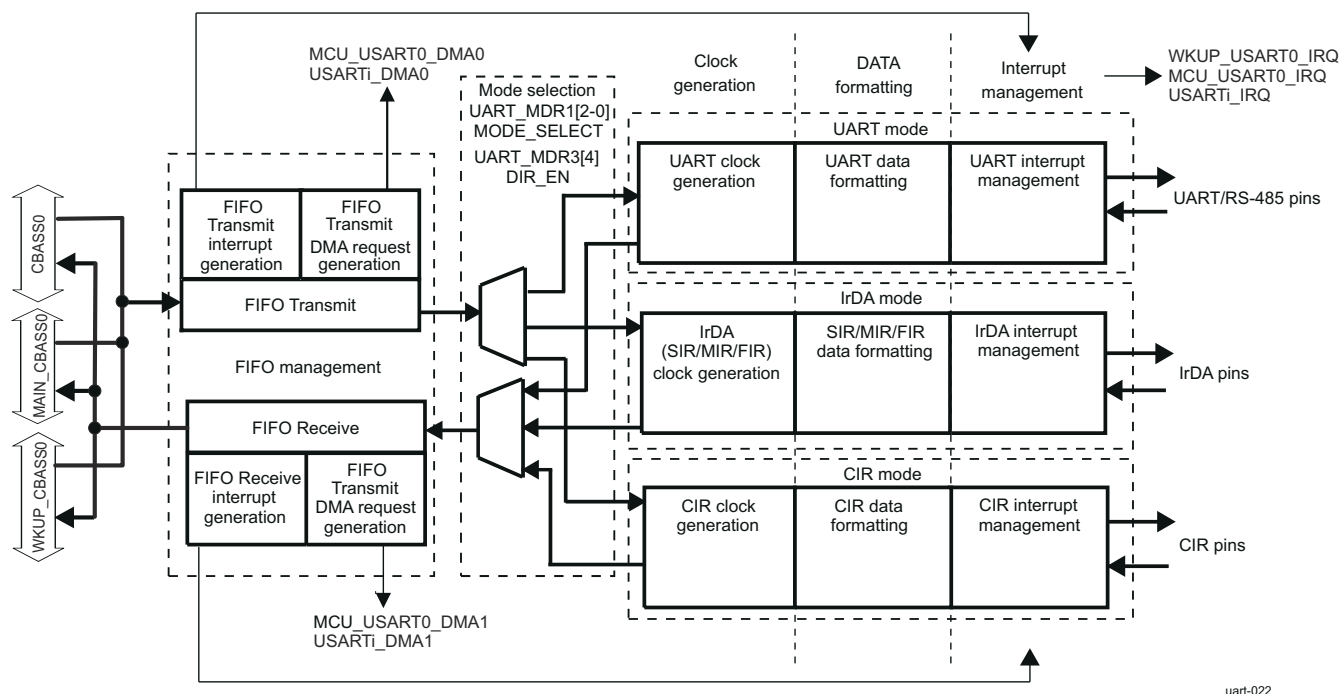 MCU_USART0_DMA0
USARTi_DMA0
Clock
generation
DATA
formatting
Interrupt
management
WKUP_USART0_IRQ
MCU_USART0_IRQ
USARTi_IRQ
Mode selection
UART_MDR1[2-0]
MODE_SELECT
UART_MDR3[4]
DIR_EN
UART mode
UART clock
generation
UART data
formatting
UART interrupt
management
UART/RS-485 pins
CBASS0
MAIN_CBASS0
WKUP_CBASS0
FIFO
Transmit
interrupt
generation
FIFO
Transmit
DMA request
generation
FIFO Transmit
FIFO management
FIFO Receive
FIFO Receive
interrupt
generation
FIFO
Transmit
DMA request
generation
IrDA mode
IrDA
(SIR/MIR/FIR)
clock generation
SIR/MIR/FIR
data formatting
IrDA interrupt
management
IrDA pins
CIR mode
CIR clock
generation
CIR data
formatting
CIR interrupt
management
CIR pins
MCU_USART0_DMA1
USARTi_DMA1
uart-022